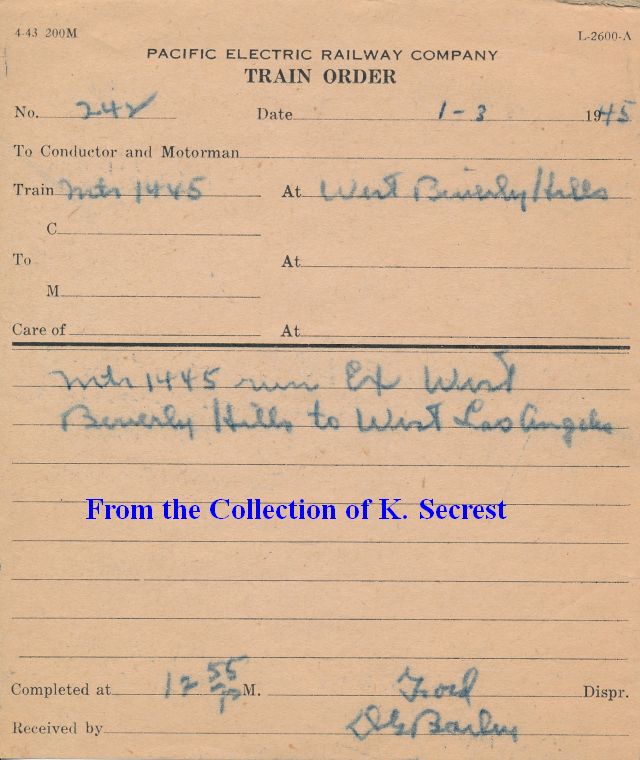 4-43 200M L-2600-A
PACIFIC ELECTRIC RAILWAY COMPANY
TRAIN ORDER
No. 242 Date 1-3 1945
To Conductor and Motorman
Train Mtr 1445 At West Beverly Hills
C.
To At
M.
Care of At
Mtr 1445 run Ex West
Beverly Hills to West Los Angeles
From the Collection of K. Secrest
Completed at 12 55 P M. Dispr.
Received by